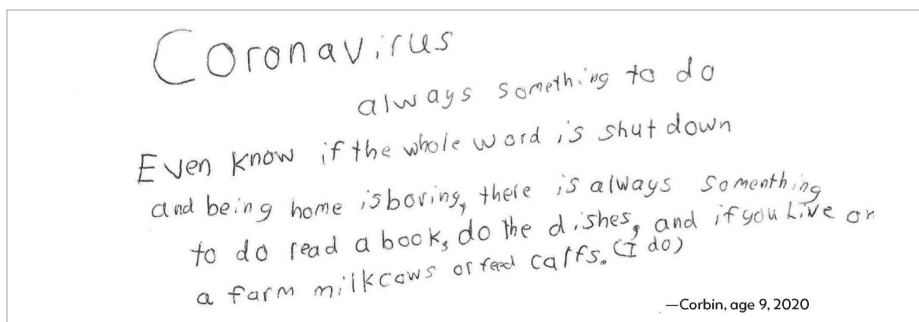 Coronavirus
always something to do
Even know if the whole word is shut down
and being home is boring, there is always somenthing
to do read a book, do the dishes, and if you Live on
a farm milk cows or feed calfs. (I do)
—Corbin, age 9, 2020